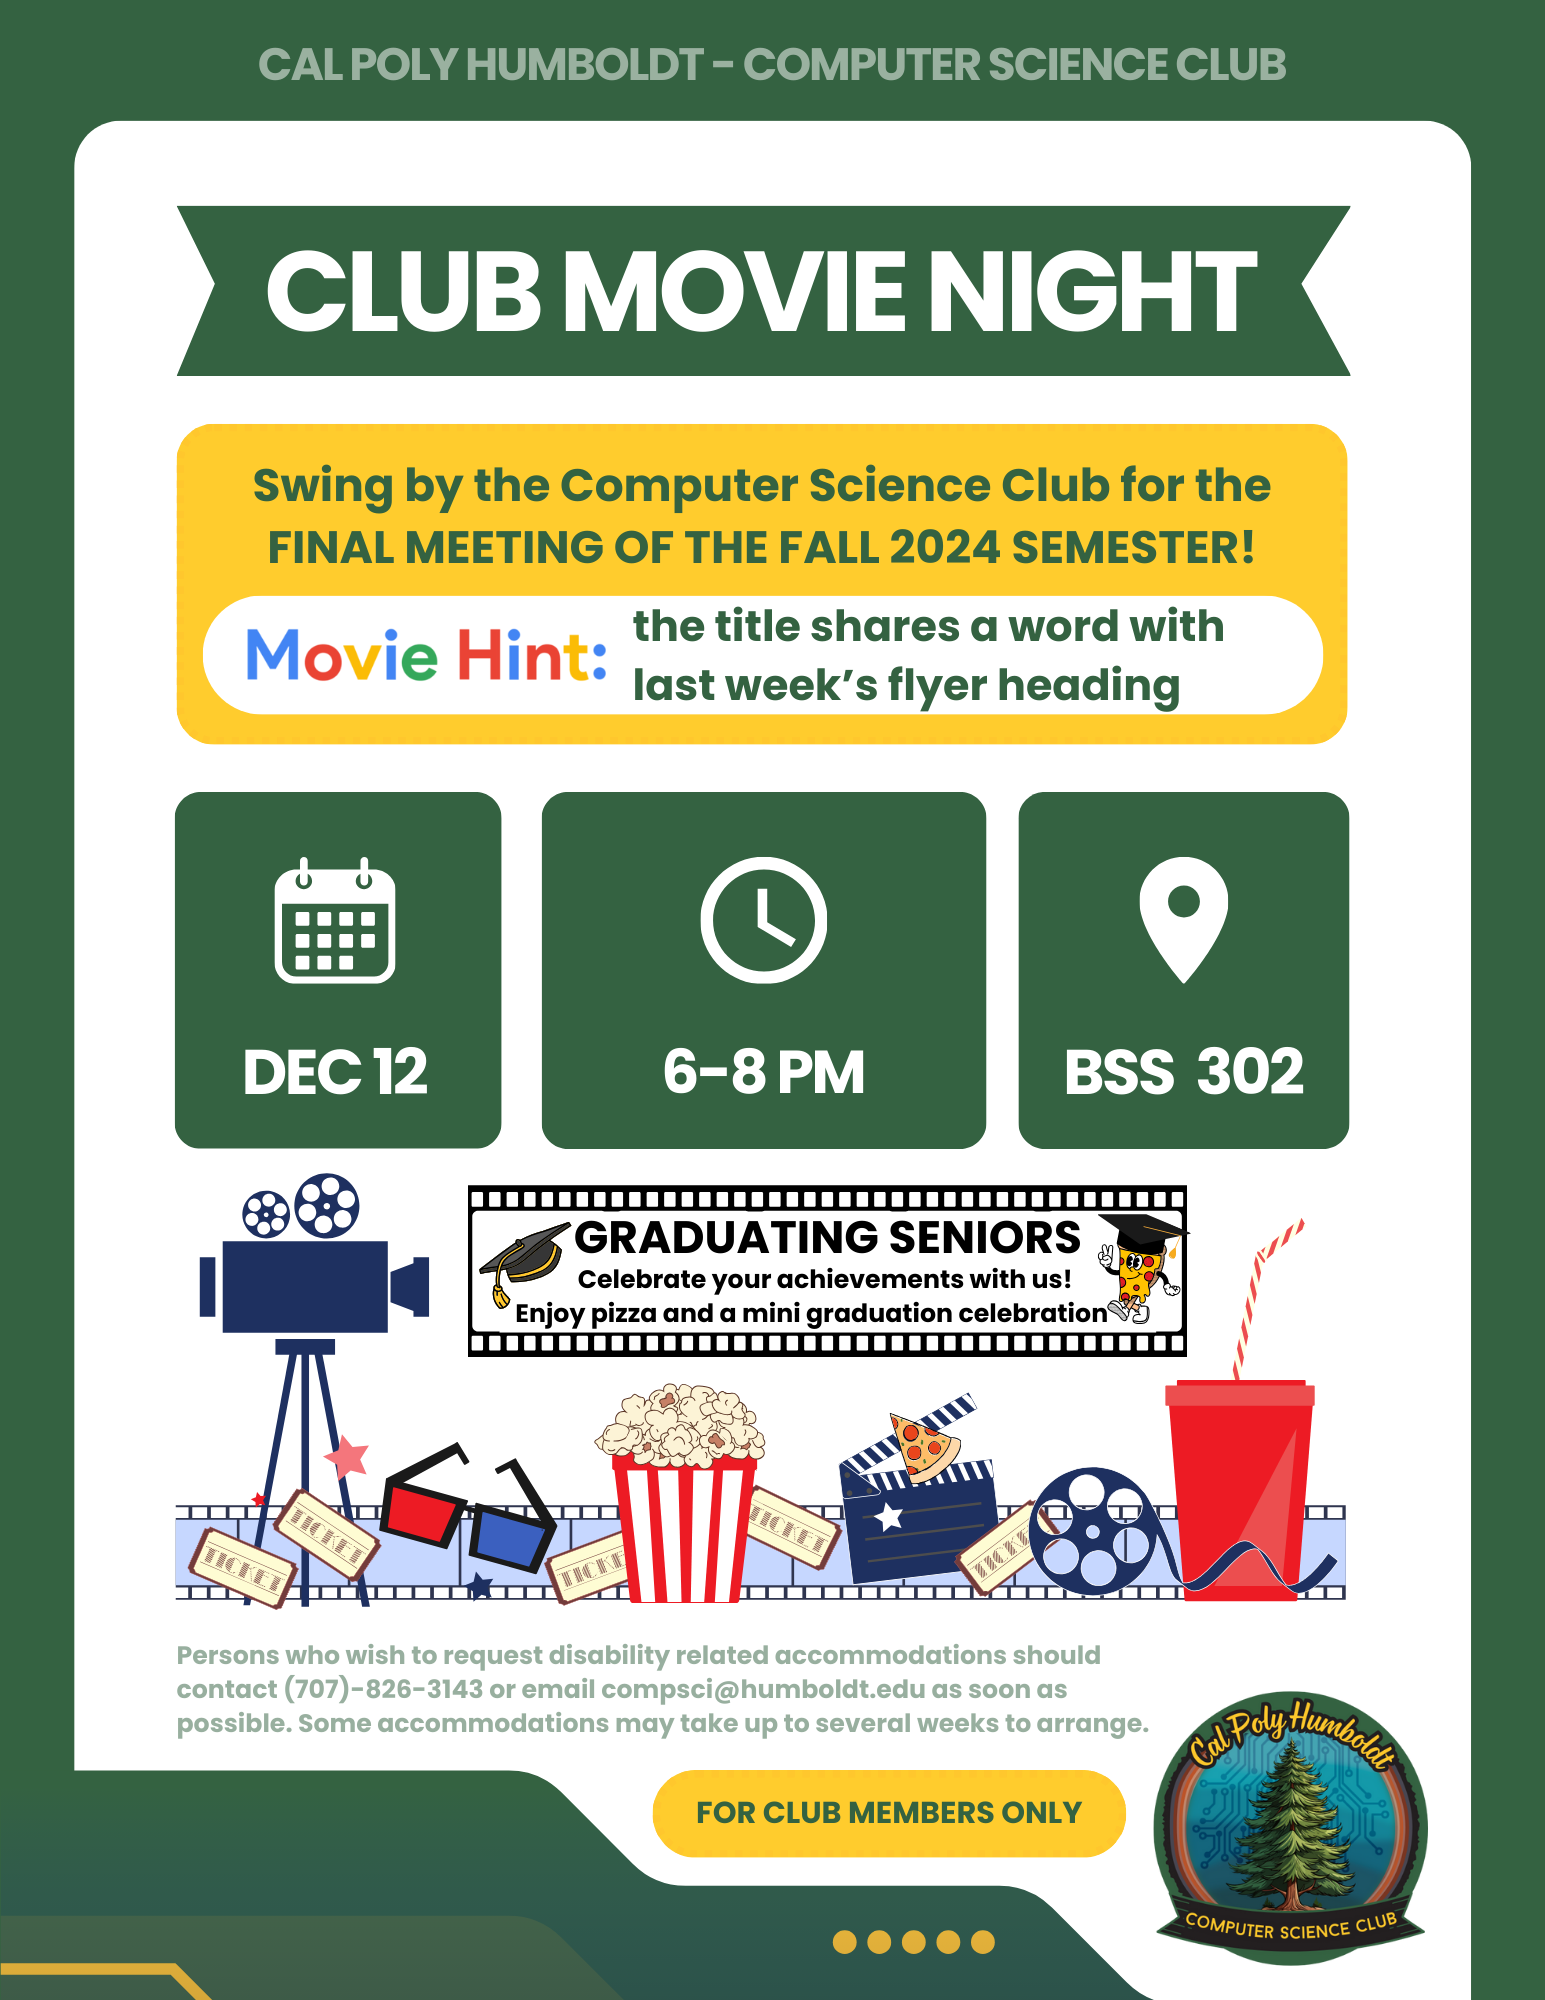 CAL POLY HUMBOLDT - COMPUTER SCIENCE CLUB
CLUB MOVIE NIGHT
Swing by the Computer Science Club for the
FINAL MEETING OF THE FALL 2024 SEMESTER!
Movie Hint:
the title shares a word with
last week’s flyer heading
DEC 12
6-8 PM
BSS 302
GRADUATING SENIORS
Celebrate your achievements with us!
Enjoy pizza and a mini graduation celebration
TICKET
TICKET
TICKE
ICKET
TICKE
Persons who wish to request disability related accommodations should
contact (707)-826-3143 or email compsci@humboldt.edu as soon as
possible. Some accommodations may take up to several weeks to arrange.
FOR CLUB MEMBERS ONLY
Cal Poly Humboldt
COMPUTER SCIENCE CLUB